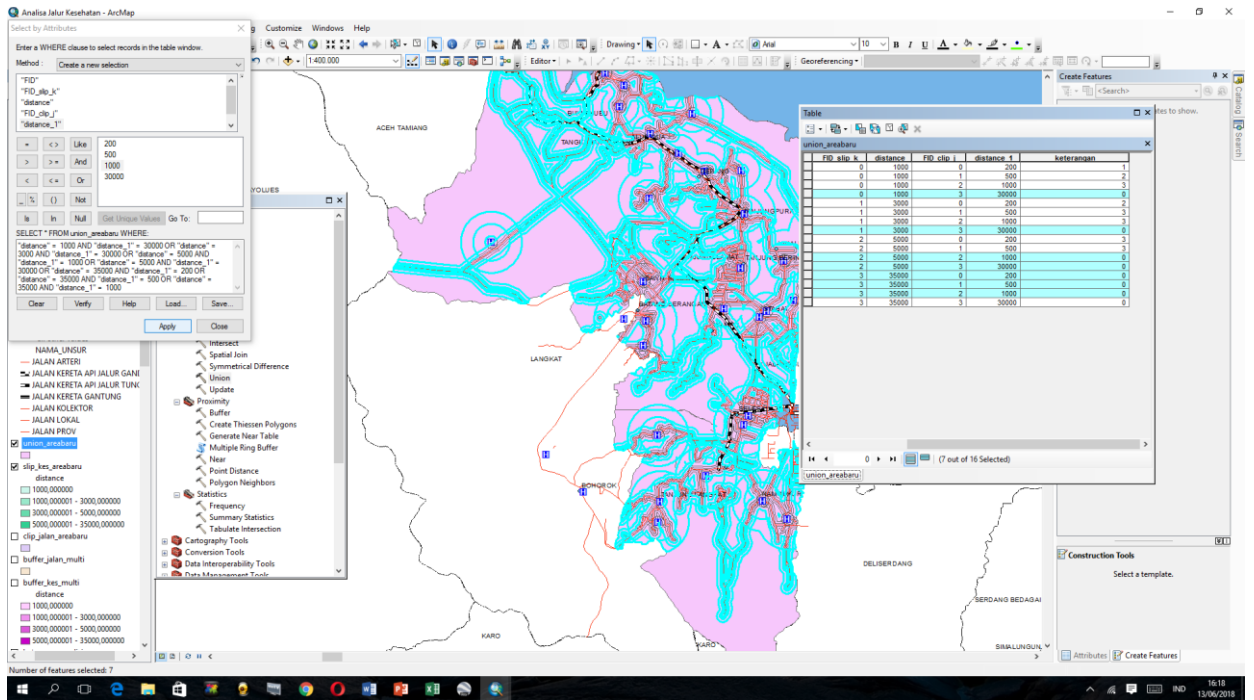 Analisa Jalur Kesehatan - ArcMap
Customize Windows Help
Select by Attributes
Enter a WHERE clause to select records in the table window.
Method : Create a new selection
"FID"
"FID_slip_k"
"distance"
"FID_clip_j"
"distance_1"
= < > Like
> > = And
< < = Or
_ % ( ) Not
Is In Null Get Unique Values Go To:
200
500
1000
30000
SELECT * FROM union_areabaru WHERE:
"distance" = 1000 AND "distance_1" = 30000 OR "distance" =
3000 AND "distance_1" = 30000 OR "distance" = 5000 AND
"distance_1" = 1000 OR "distance" = 5000 AND "distance_1" =
30000 OR "distance" = 35000 AND "distance_1" = 200 OR
"distance" = 35000 AND "distance_1" = 500 OR "distance" =
35000 AND "distance_1" = 1000
Clear Verify Help Load... Save...
Apply Close
1:400.000
Drawing
Arial 10 B I U A
Editor
Georeferencing
NAMA_UNSUR
JALAN ARTERI
JALAN KERETA API JALUR GANI
JALAN KERETA API JALUR TUNG
JALAN KERETA GANTUNG
JALAN KOLEKTOR
JALAN LOKAL
JALAN PROV
union_areabaru
slip_kes_areabaru
distance
1000,000000
1000,000001 - 3000,000000
3000,000001 - 5000,000000
5000,000001 - 35000,000000
clip_jalan_areabaru
buffer_jalan_multi
buffer_kes_multi
distance
1000,000000
1000,000001 - 3000,000000
3000,000001 - 5000,000000
5000,000001 - 35000,000000
Intersect
Spatial Join
Symmetrical Difference
Union
Update
Proximity
Buffer
Create Thiessen Polygons
Generate Near Table
Multiple Ring Buffer
Near
Point Distance
Polygon Neighbors
Statistics
Frequency
Summary Statistics
Tabulate Intersection
Cartography Tools
Conversion Tools
Data Interoperability Tools
Data Management Tools
ACEH TAMIANG
LANGKAT
BOHOROK
DELISERDANG
SERDANG BEDAGAI
KARO
KARO
SIMALUNGUN
Table
union_areabaru
FID_slip_k distance FID_clip_j distance_1 keterangan
0 1000 0 200 1
0 1000 1 500 2
0 1000 2 1000 3
0 1000 3 30000 0
1 3000 0 200 2
1 3000 1 500 3
1 3000 2 1000 3
1 3000 3 30000 0
2 5000 0 200 3
2 5000 1 500 3
2 5000 2 1000 0
2 5000 3 30000 0
3 35000 0 200 0
3 35000 1 500 0
3 35000 2 1000 0
3 35000 3 30000 0
0 (7 out of 16 Selected)
union_areabaru
Create Features
<Search>
Catalog
Search
Construction Tools
Select a template.
Attributes Create Features
Number of features selected: 7
IND
16:18
13/06/2018